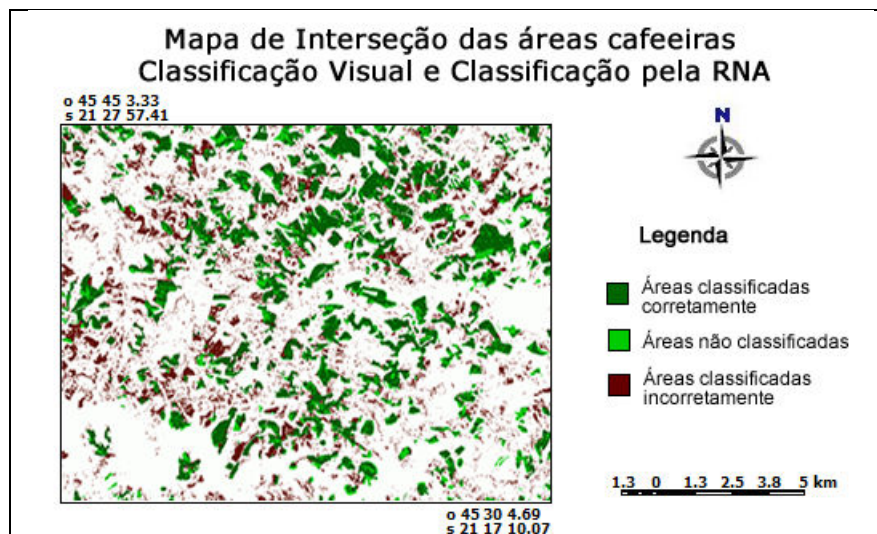 Mapa de Interseção das áreas cafeeiras
Classificação Visual e Classificação pela RNA
o 45 45 3.33
s 21 27 57.41
N
Legenda
Áreas classificadas
corretamente
Áreas não classificadas
Áreas classificadas
incorretamente
1.3 0 1.3 2.5 3.8 5 km
o 45 30 4.69
s 21 17 10.07